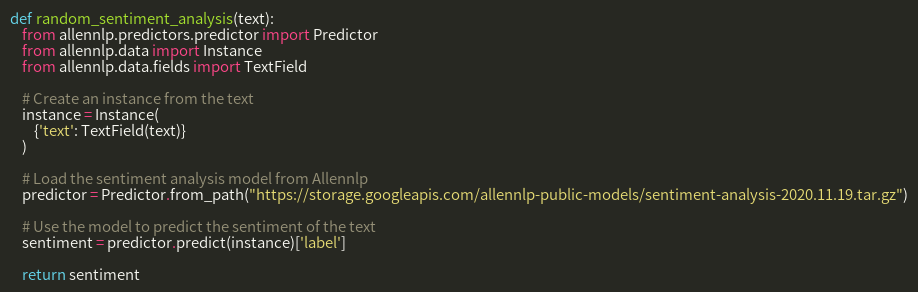 def random_sentiment_analysis(text):
from allennlp.predictors.predictor import Predictor
from allennlp.data import Instance
from allennlp.data.fields import TextField
# Create an instance from the text
instance = Instance(
{'text': TextField(text)}
)
# Load the sentiment analysis model from Allennlp
predictor = Predictor.from_path("https://storage.googleapis.com/allennlp-public-models/sentiment-analysis-2020.11.19.tar.gz")
# Use the model to predict the sentiment of the text
sentiment = predictor.predict(instance)['label']
return sentiment